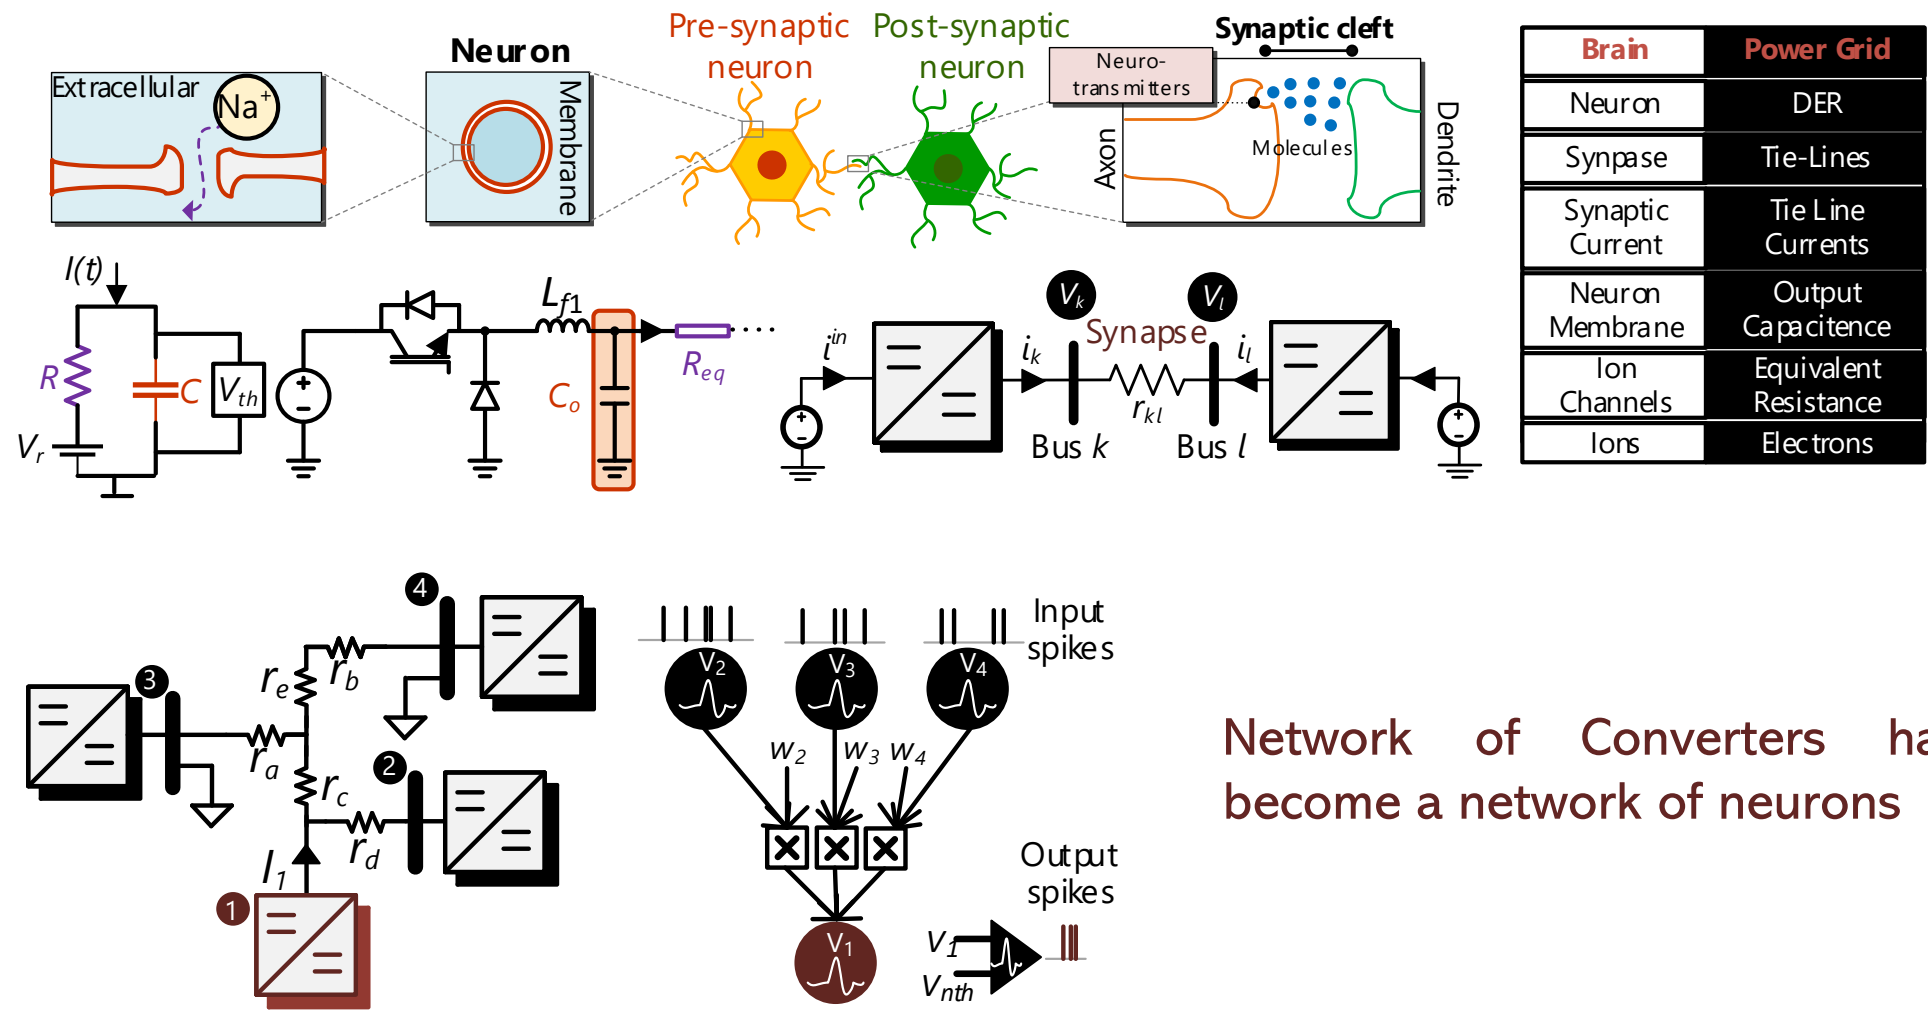 Neuron
Pre-synaptic
neuron
Post-synaptic
neuron
Synaptic cleft
Extracellular
Na+
Membrane
Neuro-
transmitters
Axon
Molecules
Dendrite
Brain Power Grid
Neuron DER
Synpase Tie-Lines
Synaptic
Current
Tie Line
Currents
Neuron
Membrane
Output
Capacitence
Ion
Channels
Equivalent
Resistance
Ions Electrons
I(t)
R
C
Vth
Vr
Lf1
Co
Req
iin
ik
Vk
Synapse
Vl
il
rkl
Bus k
Bus l
4
re
rb
3
ra
rc
2
rd
I1
1
Input
spikes
V2
V3
V4
w2
w3
w4
V1
Output
spikes
V1
Vnth
Network of Converters ha
become a network of neurons